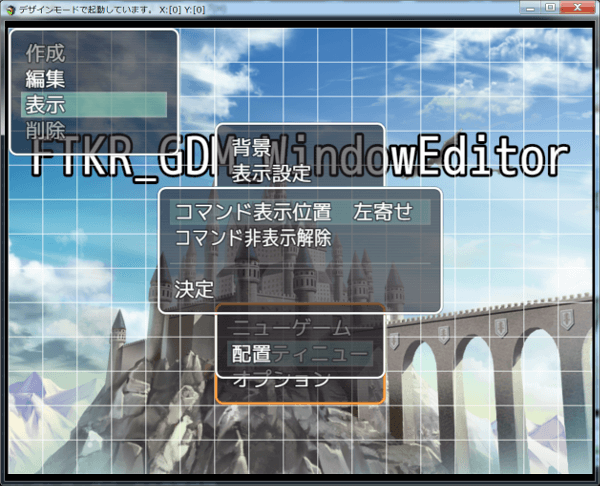 デザインモードで起動しています。 X:[0] Y:[0]
作成
編集
表示
削除
FTKR_GDM_WindowEditor
背景
表示設定
コマンド表示位置 左寄せ
コマンド非表示解除
決定
ニューゲーム
配置ティニュー
オプション